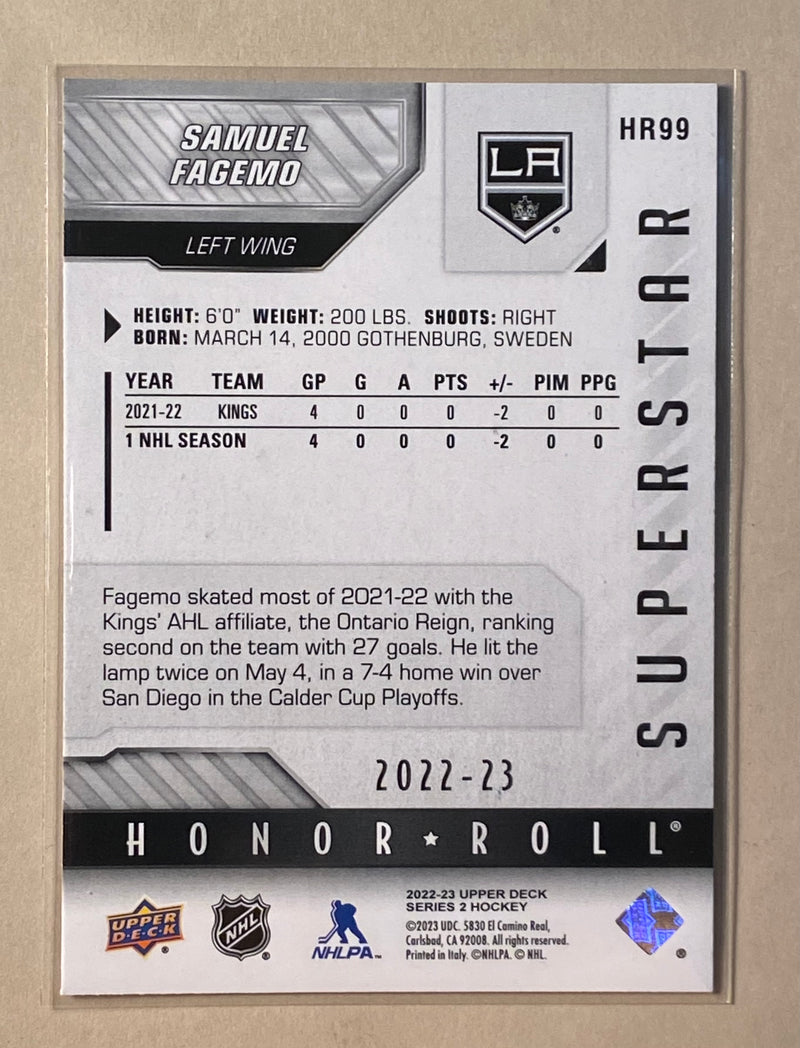 SAMUEL
FAGEMO
LEFT WING
LA
®
HR99
SUPERSTAR
HEIGHT: 6'0" WEIGHT: 200 LBS. SHOOTS: RIGHT
BORN: MARCH 14, 2000 GOTHENBURG, SWEDEN
YEAR TEAM GP G A PTS +/- PIM PPG
2021-22 KINGS 4 0 0 0 -2 0 0
1 NHL SEASON 4 0 0 0 -2 0 0
Fagemo skated most of 2021-22 with the
Kings' AHL affiliate, the Ontario Reign, ranking
second on the team with 27 goals. He lit the
lamp twice on May 4, in a 7-4 home win over
San Diego in the Calder Cup Playoffs.
2022-23
HONOR ★ ROLL®
UPPER
D·E·C·K
®
NHL
®
NHLPA™
2022-23 UPPER DECK
SERIES 2 HOCKEY
©2023 UDC. 5830 El Camino Real,
Carlsbad, CA 92008. All rights reserved.
Printed in Italy. ©NHLPA. © NHL.
®